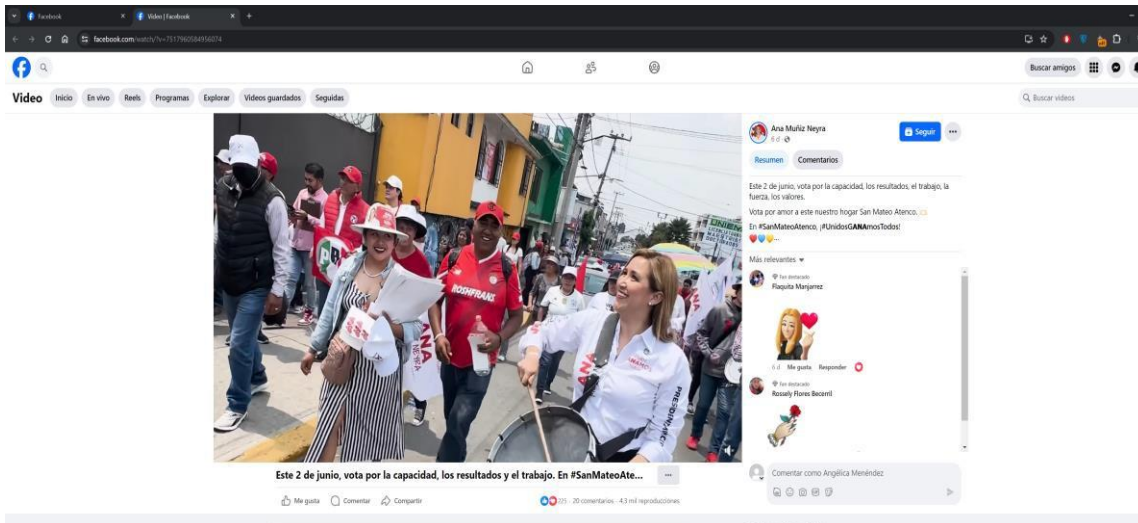 Facebook
Video | Facebook
facebook.com/watch/?v=7517960584956074
Buscar amigos
Video
Inicio
En vivo
Reels
Programas
Explorar
Videos guardados
Seguidas
Buscar videos
Ana Muñiz Neyra
6 d
Seguir
Resumen
Comentarios
Este 2 de junio, vota por la capacidad, los resultados, el trabajo, la
fuerza, los valores.
Vota por amor a este nuestro hogar San Mateo Atenco.
En #SanMateoAtenco, ¡#UnidosGANAmosTodos!
Más relevantes
Fan destacado
Flaquita Manjarrez
6 d Me gusta Responder
Fan destacado
Rossely Flores Becerril
Comentar como Angélica Menéndez
PRI
ROSHFRANS
ANA
Este 2 de junio, vota por la capacidad, los resultados y el trabajo. En #SanMateoAte...
Me gusta
Comentar
Compartir
225 · 20 comentarios · 4.3 mil reproducciones